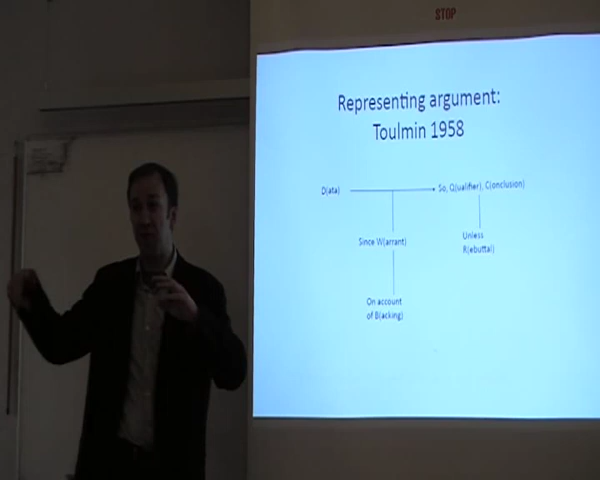 STOP
Representing argument:
Toulmin 1958
D(ata)
So, Q(ualifier), C(onclusion)
Since W(arrant)
Unless
R(ebuttal)
On account
of B(acking)